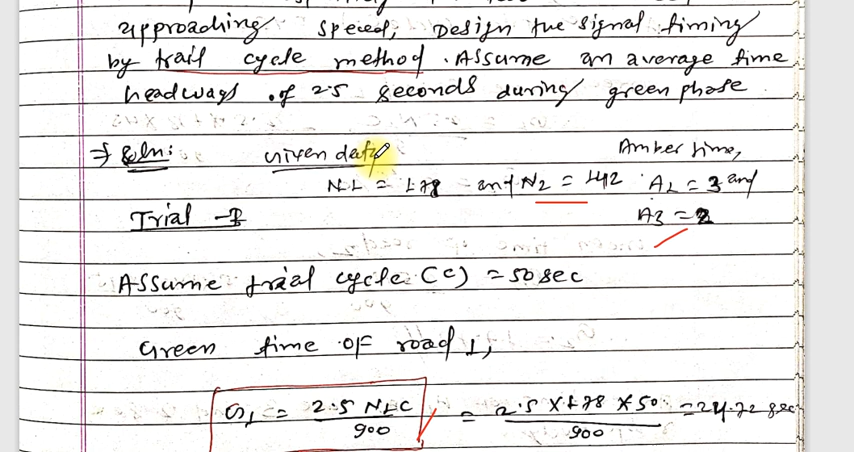 approaching speed, Design the signal timing
by trail cycle method. Assume an average time
headways of 2.5 seconds during green phase
⇒ Soln: Given data Amber time,
N1 = 178 and N2 = 142 A1 = 3 and
Trial - I A2 = 2
Assume trial cycle (C) = 50 sec
Green time of road 1,
G1 = 2.5 N1C / 900 = 2.5 × 178 × 50 / 900 = 24.72 sec